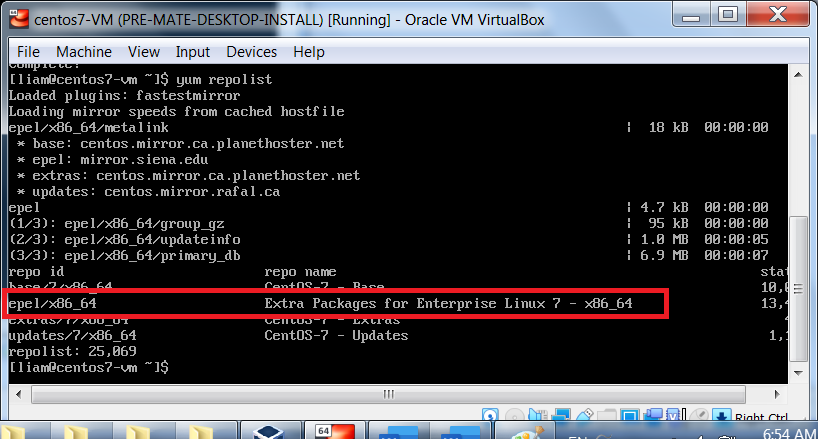 centos7-VM (PRE-MATE-DESKTOP-INSTALL) [Running] - Oracle VM VirtualBox
File Machine View Input Devices Help
Complete!
[liam@centos7-vm ~]$ yum repolist
Loaded plugins: fastestmirror
Loading mirror speeds from cached hostfile
epel/x86_64/metalink | 18 kB 00:00:00
* base: centos.mirror.ca.planethoster.net
* epel: mirror.siena.edu
* extras: centos.mirror.ca.planethoster.net
* updates: centos.mirror.rafal.ca
epel | 4.7 kB 00:00:00
(1/3): epel/x86_64/group_gz | 95 kB 00:00:00
(2/3): epel/x86_64/updateinfo | 1.0 MB 00:00:05
(3/3): epel/x86_64/primary_db | 6.9 MB 00:00:07
repo id repo name stat
base/7/x86_64 CentOS-7 - Base 10,0
epel/x86_64 Extra Packages for Enterprise Linux 7 - x86_64 13,4
extras/7/x86_64 CentOS-7 - Extras 4
updates/7/x86_64 CentOS-7 - Updates 1,1
repolist: 25,069
[liam@centos7-vm ~]$
Right Ctrl
64
EN
6:54 AM